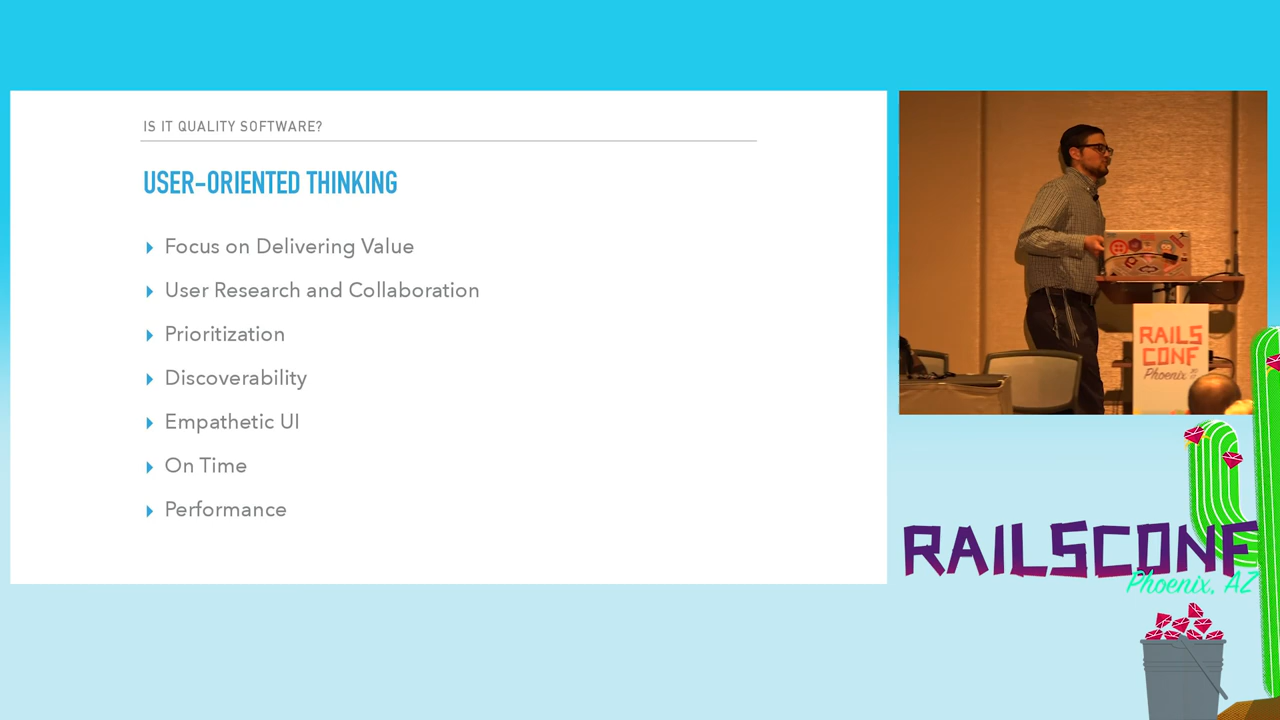 IS IT QUALITY SOFTWARE?
USER-ORIENTED THINKING
Focus on Delivering Value
User Research and Collaboration
Prioritization
Discoverability
Empathetic UI
On Time
Performance
RAILS
CONF
Phoenix
RAILSCONF
Phoenix, AZ